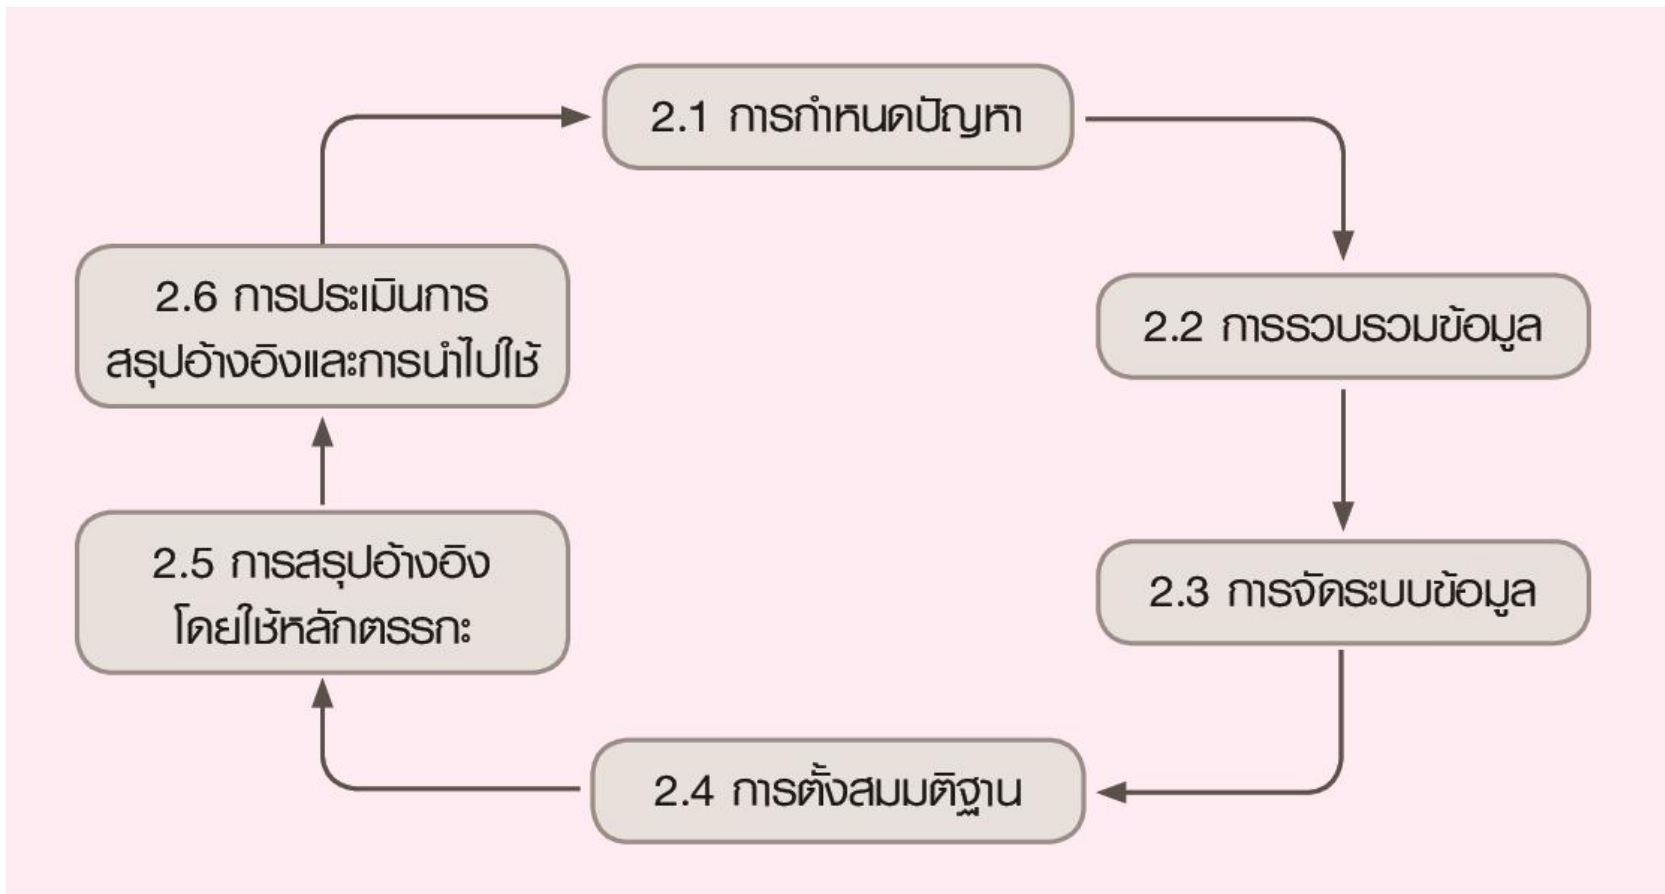 2.1 การกำหนดปัญหา
2.2 การรวบรวมข้อมูล
2.3 การจัดระบบข้อมูล
2.4 การตั้งสมมติฐาน
2.5 การสรุปอ้างอิง
โดยใช้หลักตรรกะ
2.6 การประเมินการ
สรุปอ้างอิงและการนำไปใช้